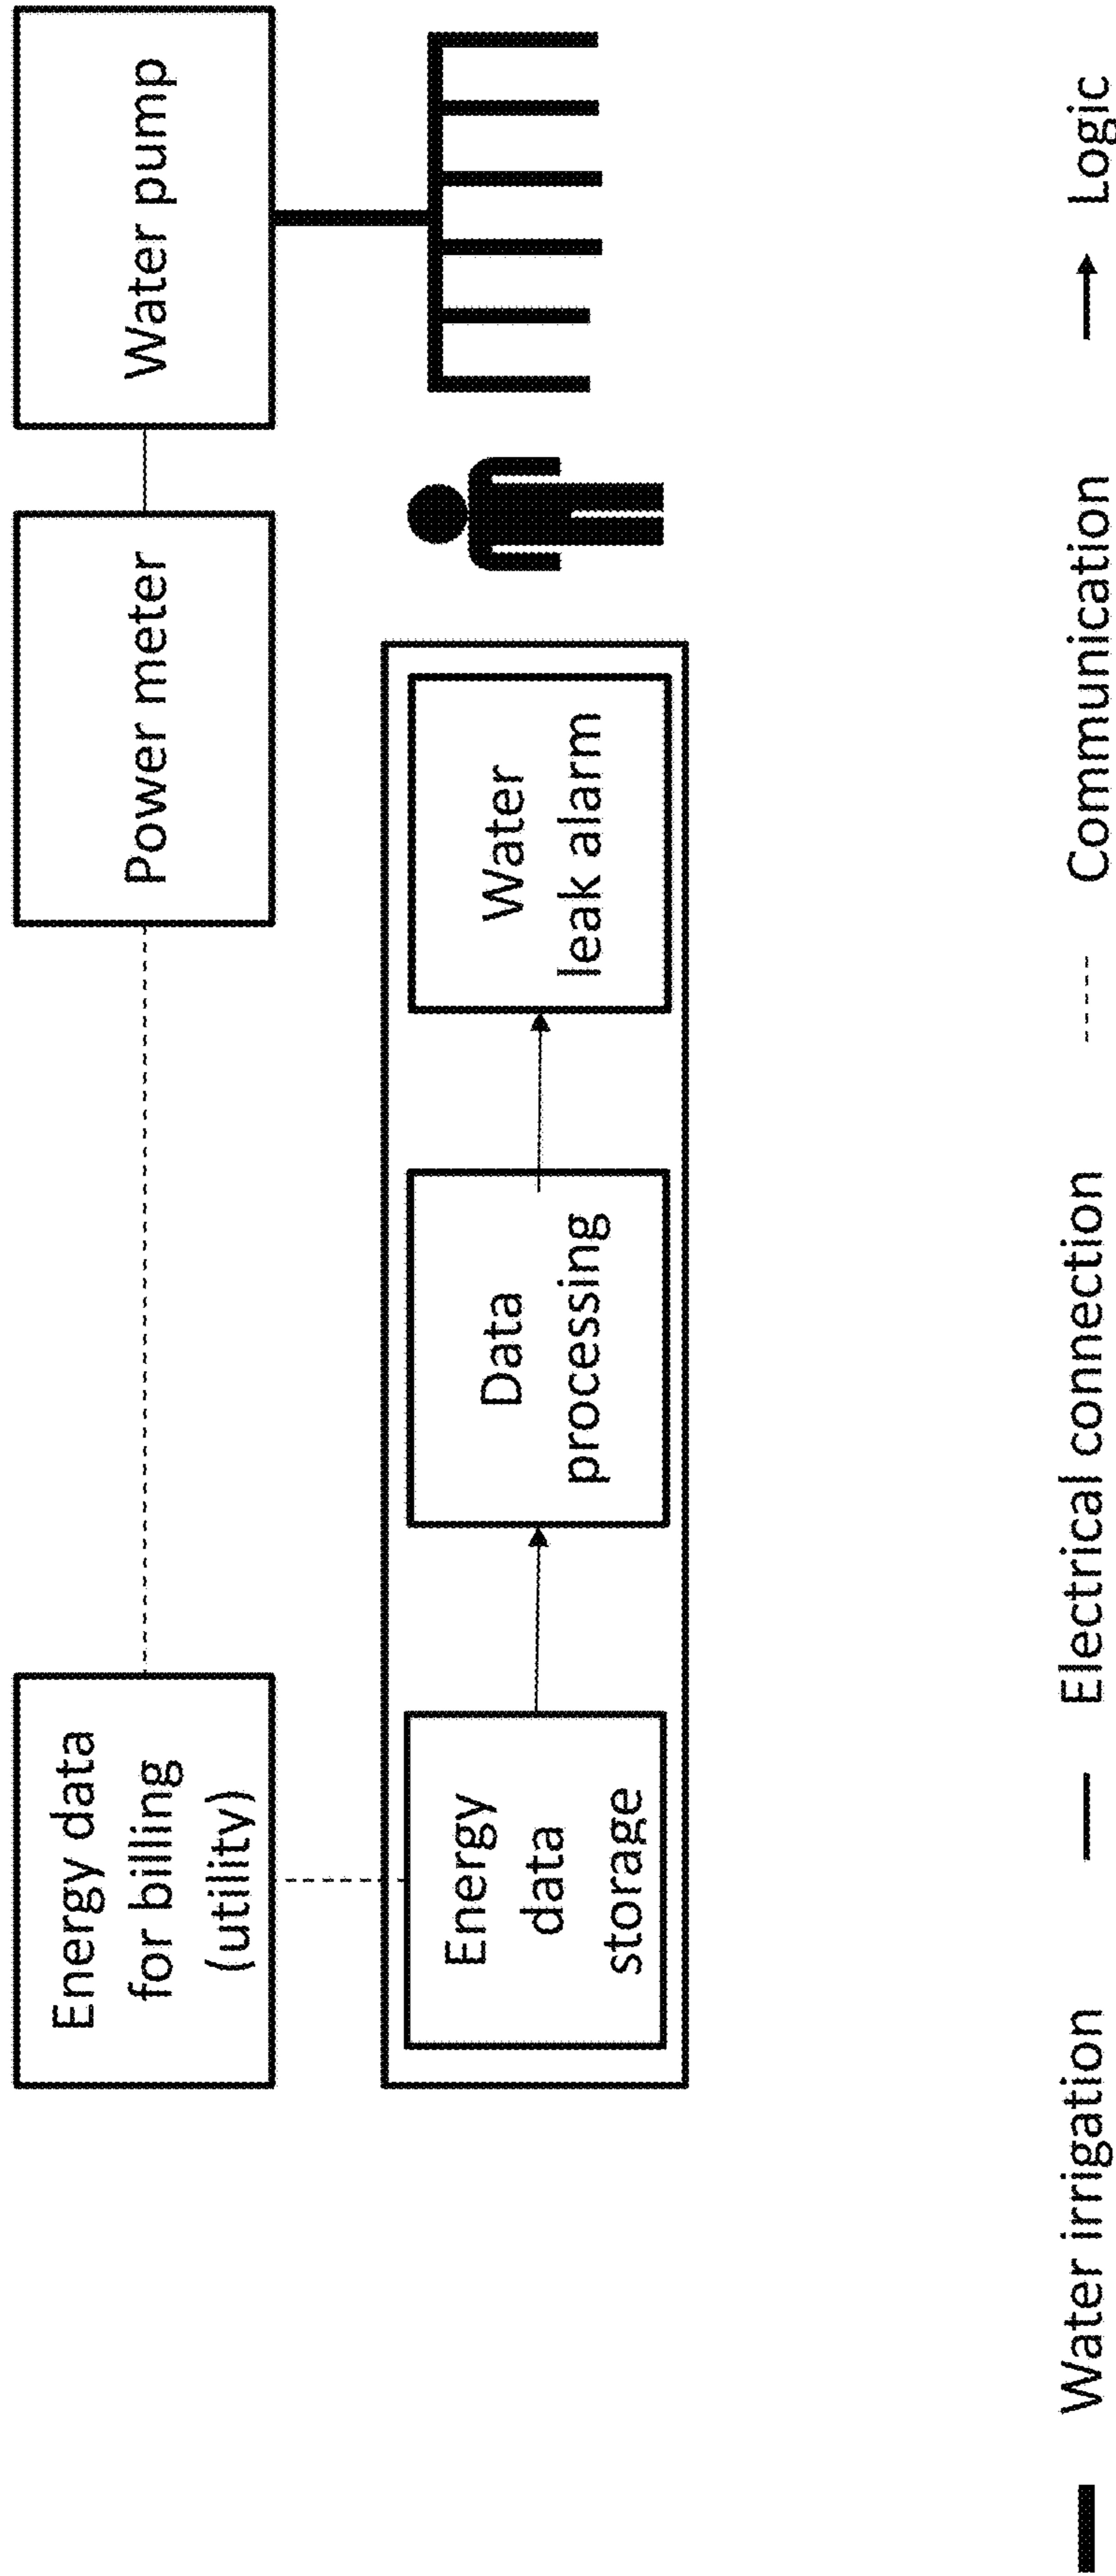 Energy data
for billing
(utility)
Power meter
Water pump
Energy
data
storage
Data
processing
Water
leak alarm
Water irrigation
Electrical connection
Communication
Logic